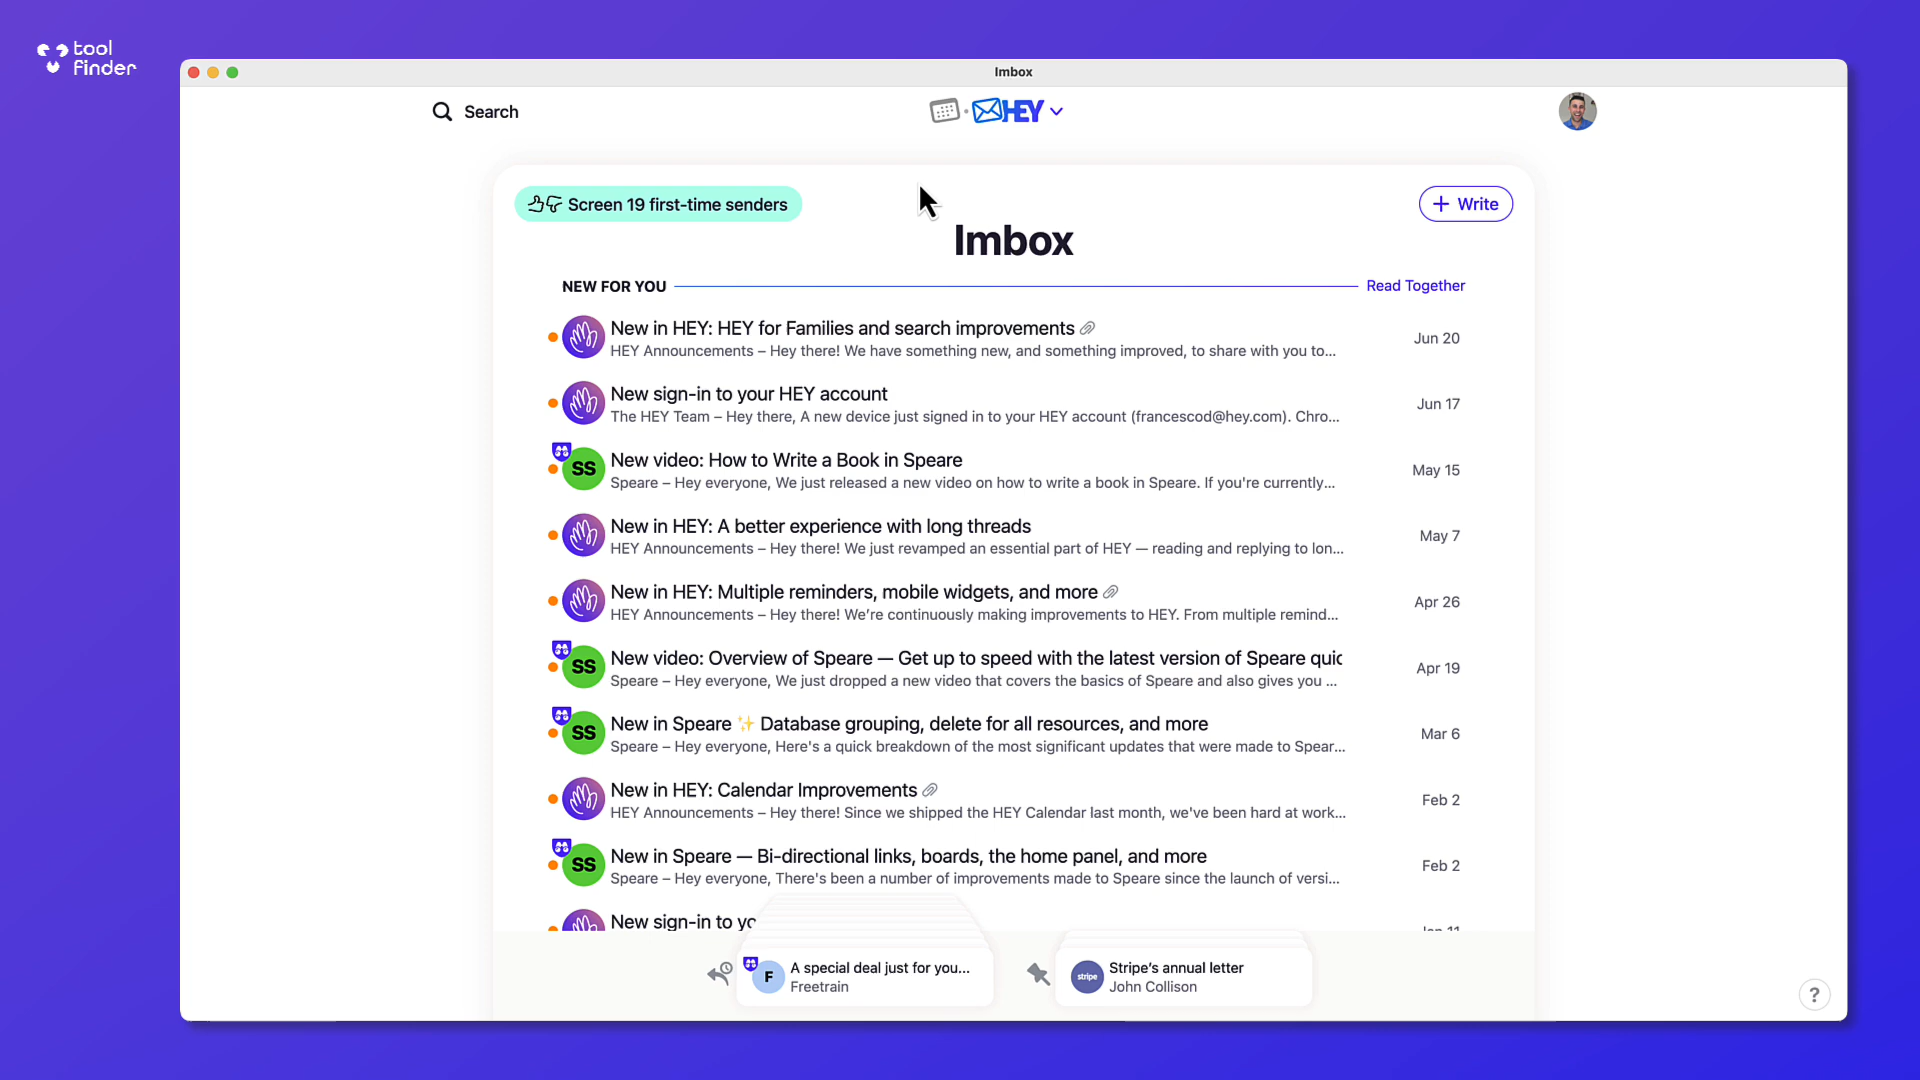 tool
finder
Imbox
Search
HEY
Screen 19 first-time senders
Write
Imbox
NEW FOR YOU
Read Together
New in HEY: HEY for Families and search improvements
HEY Announcements – Hey there! We have something new, and something improved, to share with you to...
Jun 20
New sign-in to your HEY account
The HEY Team – Hey there, A new device just signed in to your HEY account (francescod@hey.com). Chro...
Jun 17
SS
New video: How to Write a Book in Speare
Speare – Hey everyone, We just released a new video on how to write a book in Speare. If you're currently...
May 15
New in HEY: A better experience with long threads
HEY Announcements – Hey there! We just revamped an essential part of HEY — reading and replying to lon...
May 7
New in HEY: Multiple reminders, mobile widgets, and more
HEY Announcements – Hey there! We’re continuously making improvements to HEY. From multiple remind...
Apr 26
SS
New video: Overview of Speare — Get up to speed with the latest version of Speare quic
Speare – Hey everyone, We just dropped a new video that covers the basics of Speare and also gives you ...
Apr 19
SS
New in Speare ✨ Database grouping, delete for all resources, and more
Speare – Hey everyone, Here's a quick breakdown of the most significant updates that were made to Spear...
Mar 6
New in HEY: Calendar Improvements
HEY Announcements – Hey there! Since we shipped the HEY Calendar last month, we've been hard at work...
Feb 2
SS
New in Speare — Bi-directional links, boards, the home panel, and more
Speare – Hey everyone, There's been a number of improvements made to Speare since the launch of versi...
Feb 2
New sign-in to yo
Jan 11
F
A special deal just for you...
Freetrain
stripe
Stripe’s annual letter
John Collison
?